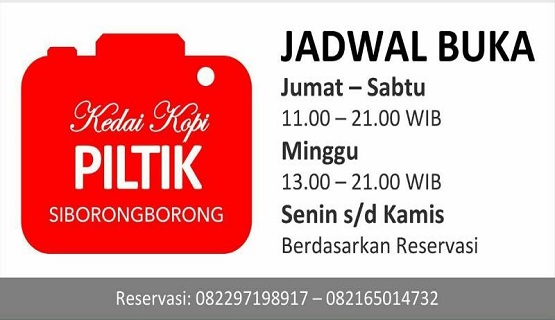 Kedai Kopi
PILTIK
SIBORONGBORONG
JADWAL BUKA
Jumat – Sabtu
11.00 – 21.00 WIB
Minggu
13.00 – 21.00 WIB
Senin s/d Kamis
Berdasarkan Reservasi
Reservasi: 082297198917 – 082165014732